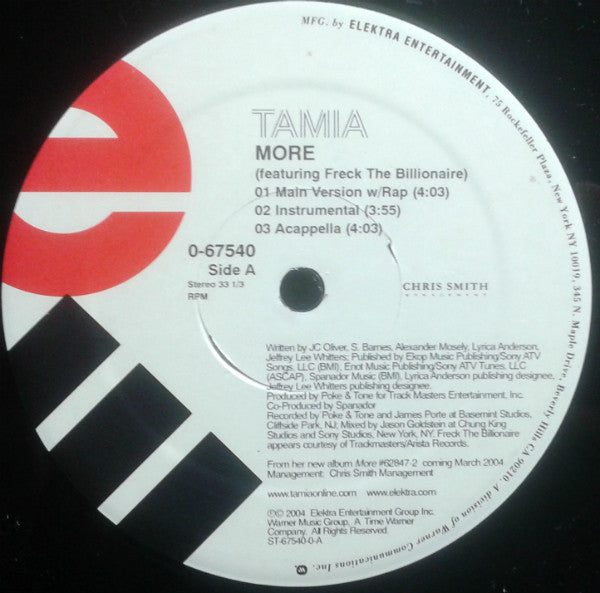 MFG. by ELEKTRA ENTERTAINMENT, 75 Rockefeller Plaza, New York NY 10019, 345 N. Maple Drive, Beverly Hills CA 90210. A division of Warner Communications Inc.
TAMIA
MORE
(featuring Freck The Billionaire)
01 Main Version w/Rap (4:03)
02 Instrumental (3:55)
03 Acappella (4:03)
0-67540
Side A
Stereo 33 1/3
RPM
CHRIS SMITH
MANAGEMENT
Written by JC Oliver, S. Barnes, Alexander Mosely, Lyrica Anderson,
Jeffrey Lee Whitters; Published by Ekop Music Publishing/Sony ATV
Songs, LLC (BMI), Enot Music Publishing/Sony ATV Tunes, LLC
(ASCAP), Spanador Music (BMI), Lyrica Anderson publishing designee,
Jeffrey Lee Whitters publishing designee.
Produced by Poke & Tone for Track Masters Entertainment, Inc.
Co-Produced by Spanador
Recorded by Poke & Tone and James Porte at Basemint Studios,
Cliffside Park, NJ; Mixed by Jason Goldstein at Chung King
Studios and Sony Studios, New York, NY. Freck The Billionaire
appears courtesy of Trackmasters/Arista Records.
From her new album More #62847-2 coming March 2004
Management: Chris Smith Management
www.tamiaonline.com www.elektra.com
℗© 2004 Elektra Entertainment Group Inc.
Warner Music Group, A Time Warner
Company. All Rights Reserved.
ST-67540-0-A